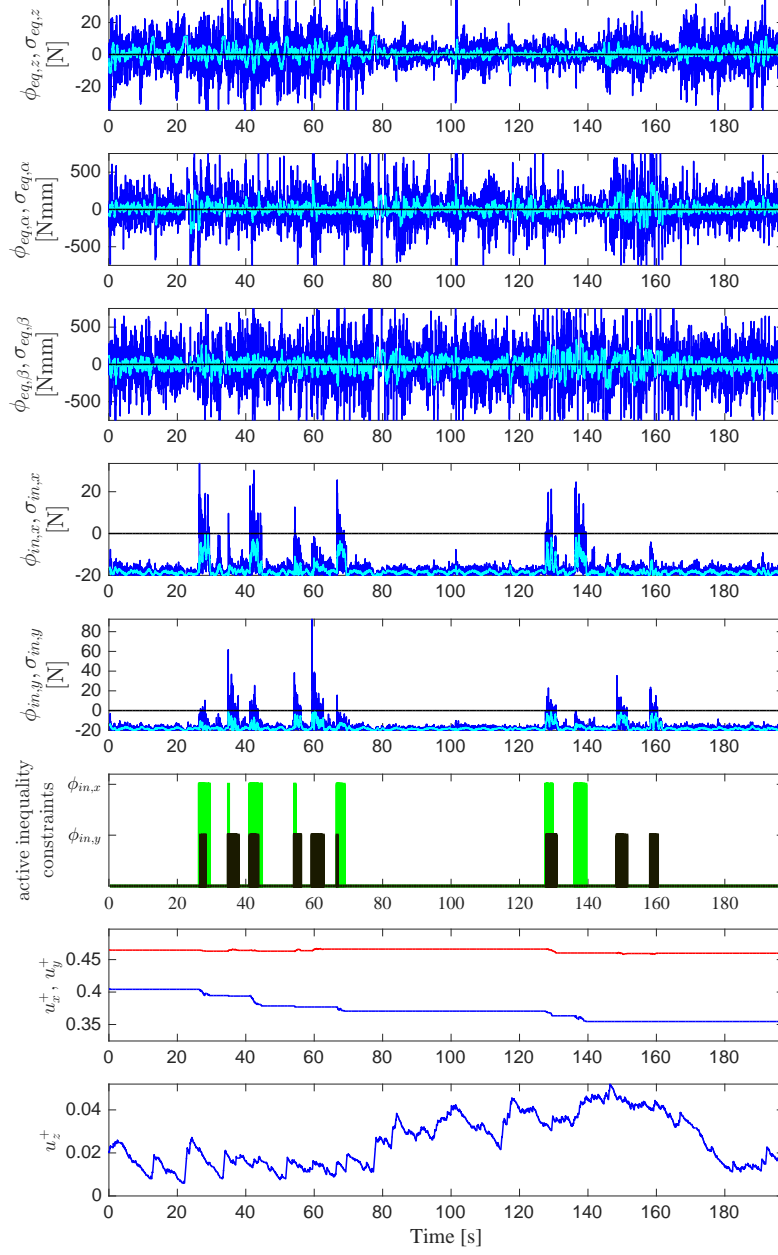 ϕeq,z, σeq,z
[N]
20
0
-20
0 20 40 60 80 100 120 140 160 180
ϕeq,α, σeq,α
[Nmm]
500
0
-500
0 20 40 60 80 100 120 140 160 180
ϕeq,β, σeq,β
[Nmm]
500
0
-500
0 20 40 60 80 100 120 140 160 180
ϕin,x, σin,x
[N]
20
0
-20
0 20 40 60 80 100 120 140 160 180
ϕin,y, σin,y
[N]
80
60
40
20
0
-20
0 20 40 60 80 100 120 140 160 180
active inequality
constraints
ϕin,x
ϕin,y
0 20 40 60 80 100 120 140 160 180
u_x^+, u_y^+
0.45
0.4
0.35
0 20 40 60 80 100 120 140 160 180
u_z^+
0.04
0.02
0
0 20 40 60 80 100 120 140 160 180
Time [s]